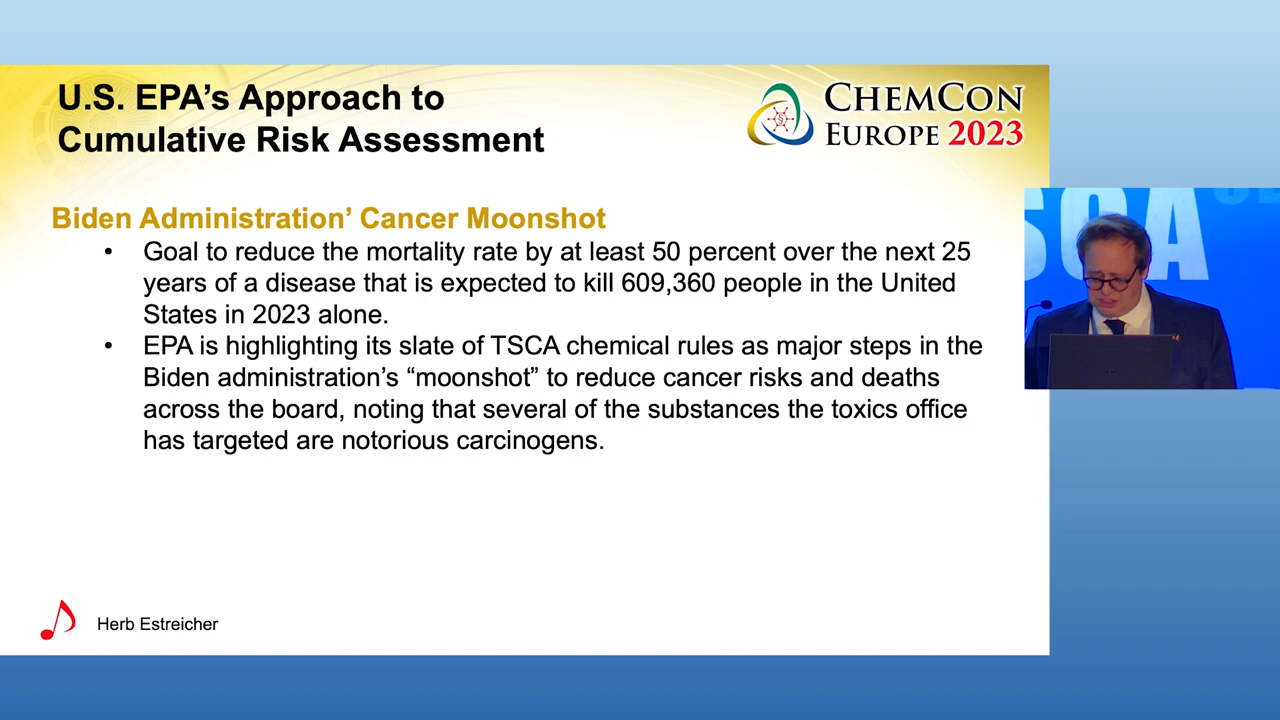 U.S. EPA’s Approach to
Cumulative Risk Assessment
CHEMCON
EUROPE 2023
Biden Administration’ Cancer Moonshot
• Goal to reduce the mortality rate by at least 50 percent over the next 25
years of a disease that is expected to kill 609,360 people in the United
States in 2023 alone.
• EPA is highlighting its slate of TSCA chemical rules as major steps in the
Biden administration’s “moonshot” to reduce cancer risks and deaths
across the board, noting that several of the substances the toxics office
has targeted are notorious carcinogens.
Herb Estreicher